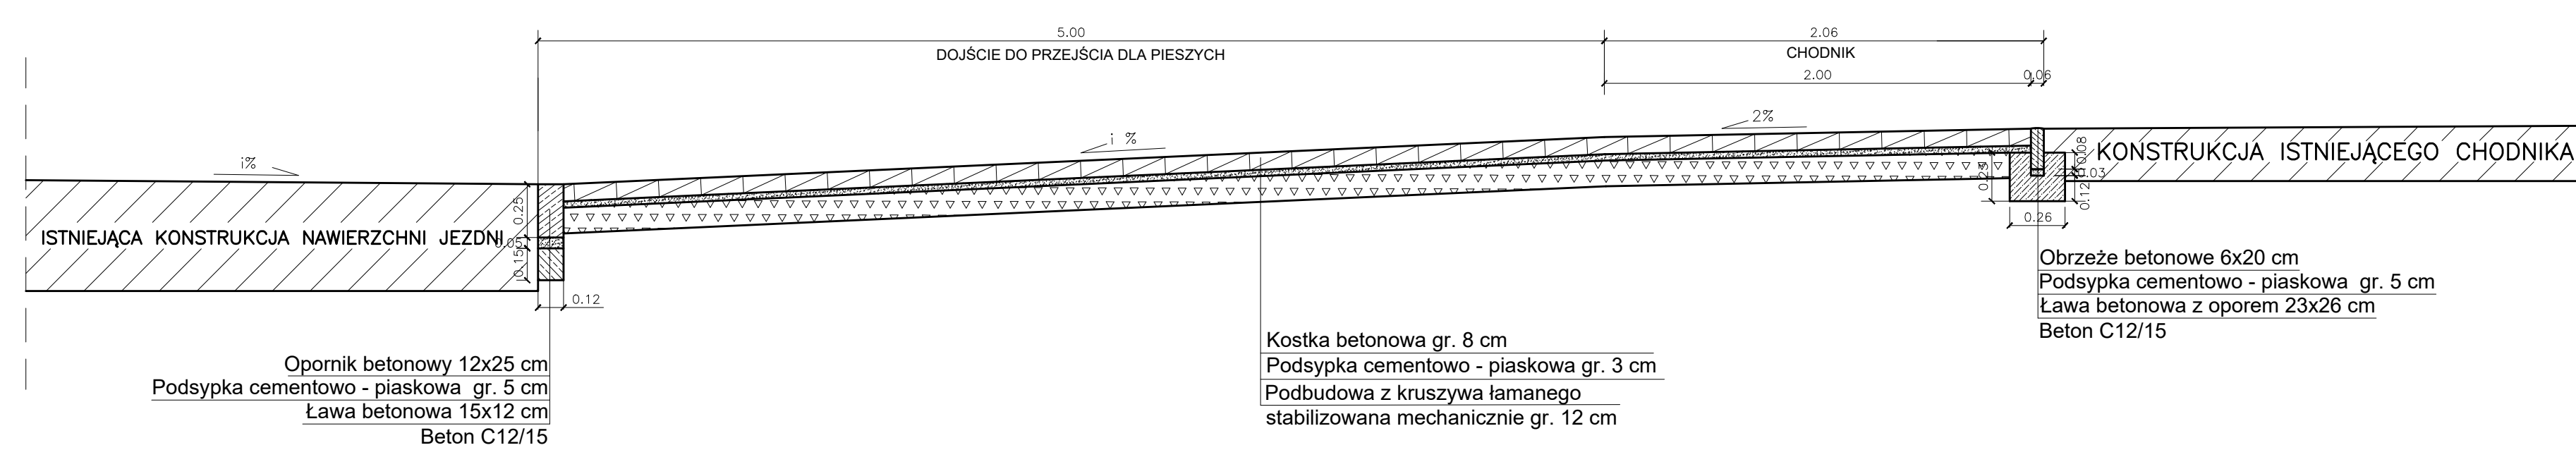 5.00
2.06
DOJŚCIE DO PRZEJŚCIA DLA PIESZYCH
CHODNIK
2.00
0.06
i%
i %
2%
KONSTRUKCJA ISTNIEJĄCEGO CHODNIKA
ISTNIEJĄCA KONSTRUKCJA NAWIERZCHNI JEZDNI
0.25
0.05
0.15
0.12
0.08
0.03
0.12
0.26
Opornik betonowy 12x25 cm
Podsypka cementowo - piaskowa gr. 5 cm
Ława betonowa 15x12 cm
Beton C12/15
Kostka betonowa gr. 8 cm
Podsypka cementowo - piaskowa gr. 3 cm
Podbudowa z kruszywa łamanego
stabilizowana mechanicznie gr. 12 cm
Obrzeże betonowe 6x20 cm
Podsypka cementowo - piaskowa gr. 5 cm
Ława betonowa z oporem 23x26 cm
Beton C12/15